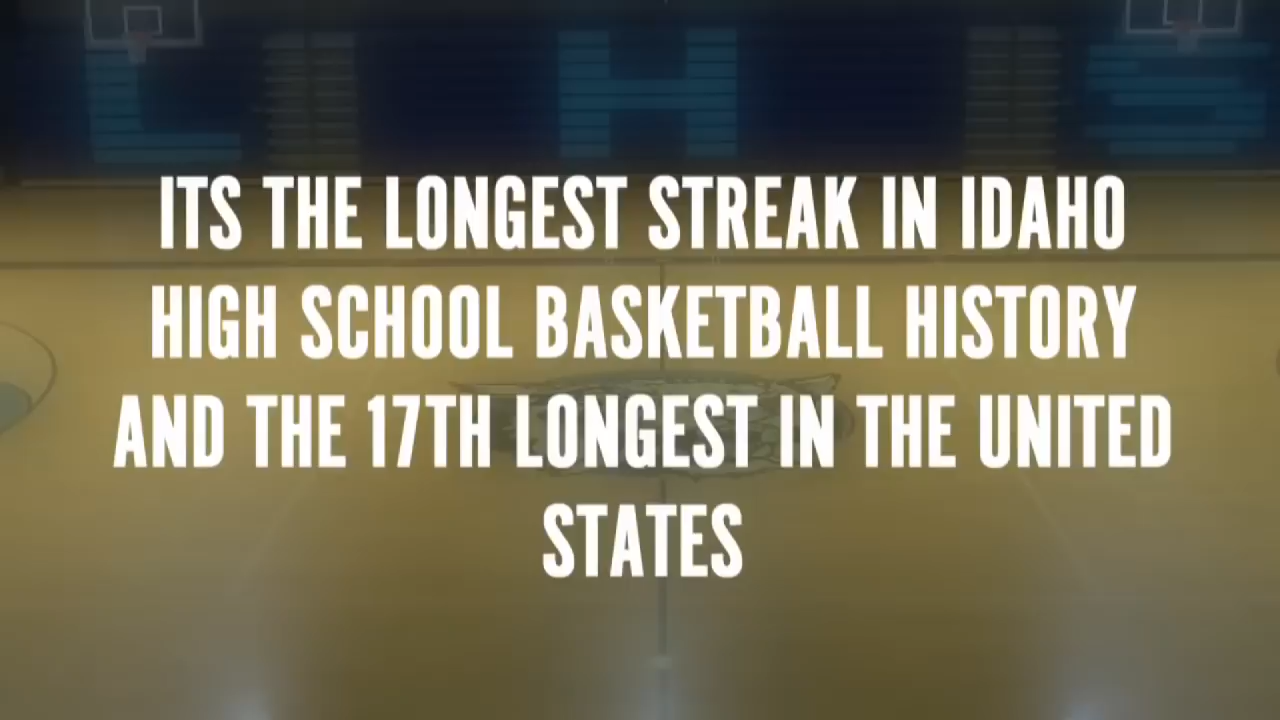 L H S
ITS THE LONGEST STREAK IN IDAHO
HIGH SCHOOL BASKETBALL HISTORY
AND THE 17TH LONGEST IN THE UNITED
STATES